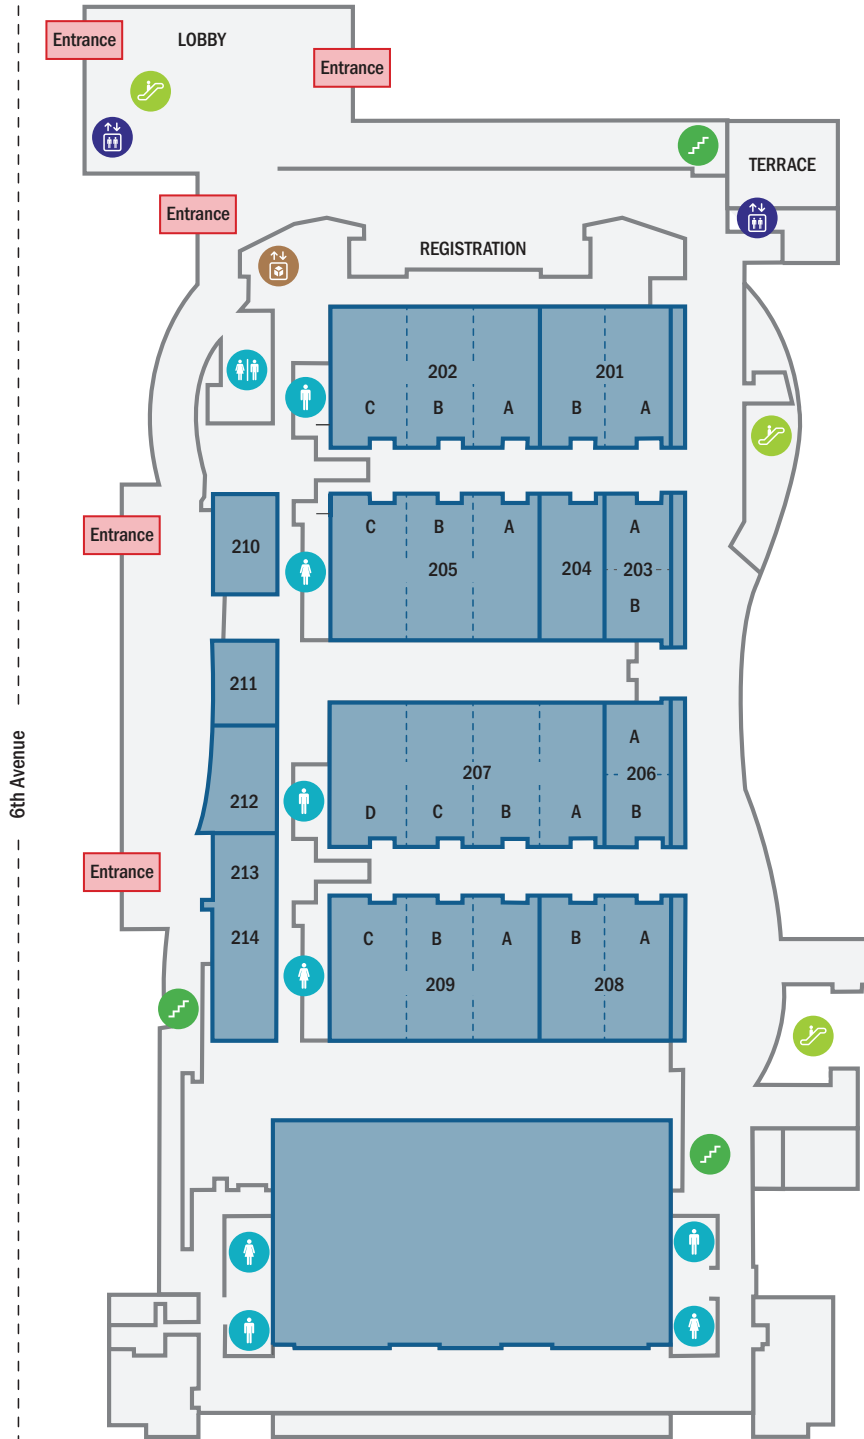 LOBBY
Entrance
Entrance
TERRACE
Entrance
REGISTRATION
202
201
C
B
A
B
A
Entrance
210
C
B
A
A
205
204
203
B
211
6th Avenue
A
207
206
212
D
C
B
A
B
Entrance
213
214
C
B
A
B
A
209
208